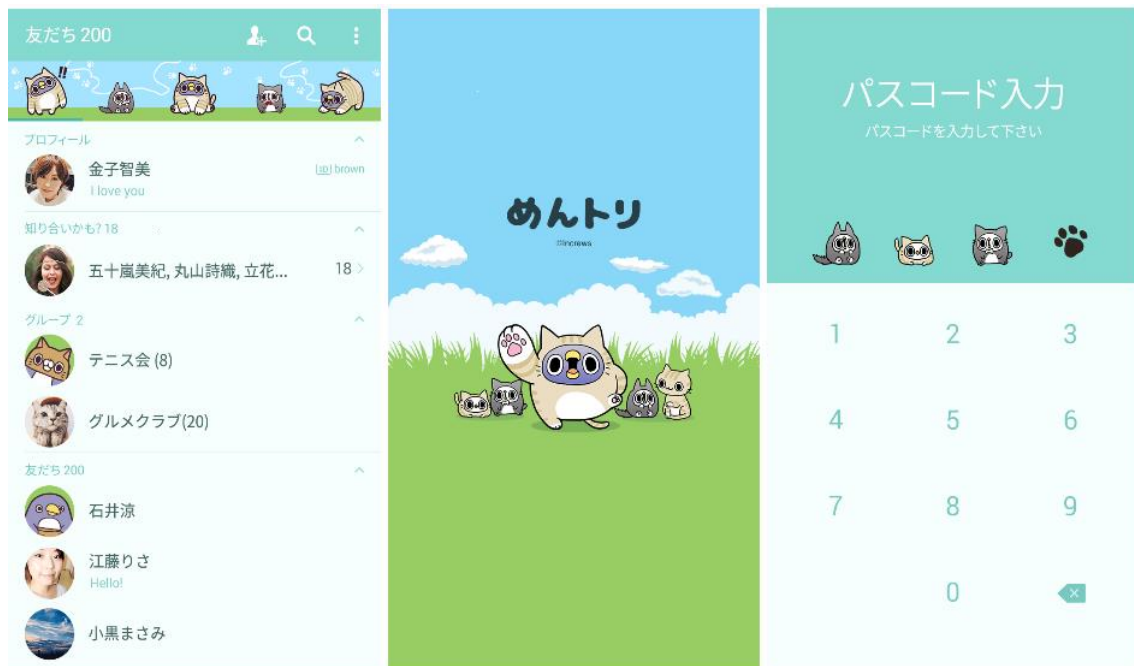 友だち 200
!!
プロフィール
金子智美
ID brown
I love you
知り合いかも? 18
五十嵐美紀, 丸山詩織, 立花...
18
グループ 2
テニス会 (8)
グルメクラブ(20)
友だち 200
石井涼
江藤りさ
Hello!
小黒まさみ
めんトリ
©Increws
パスコード入力
パスコードを入力して下さい
1 2 3
4 5 6
7 8 9
0